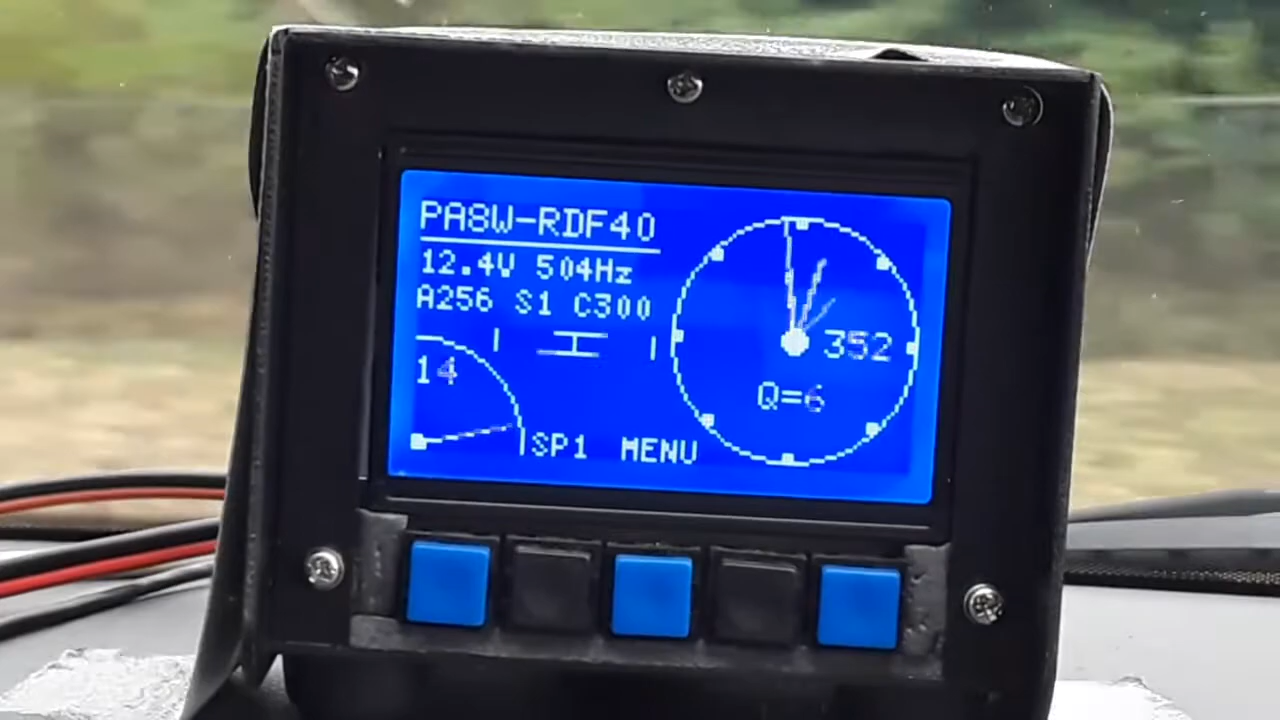 PA8W-RDF40
12.4V 504Hz
A256 S1 C300
14
SP1 MENU
352
Q=6